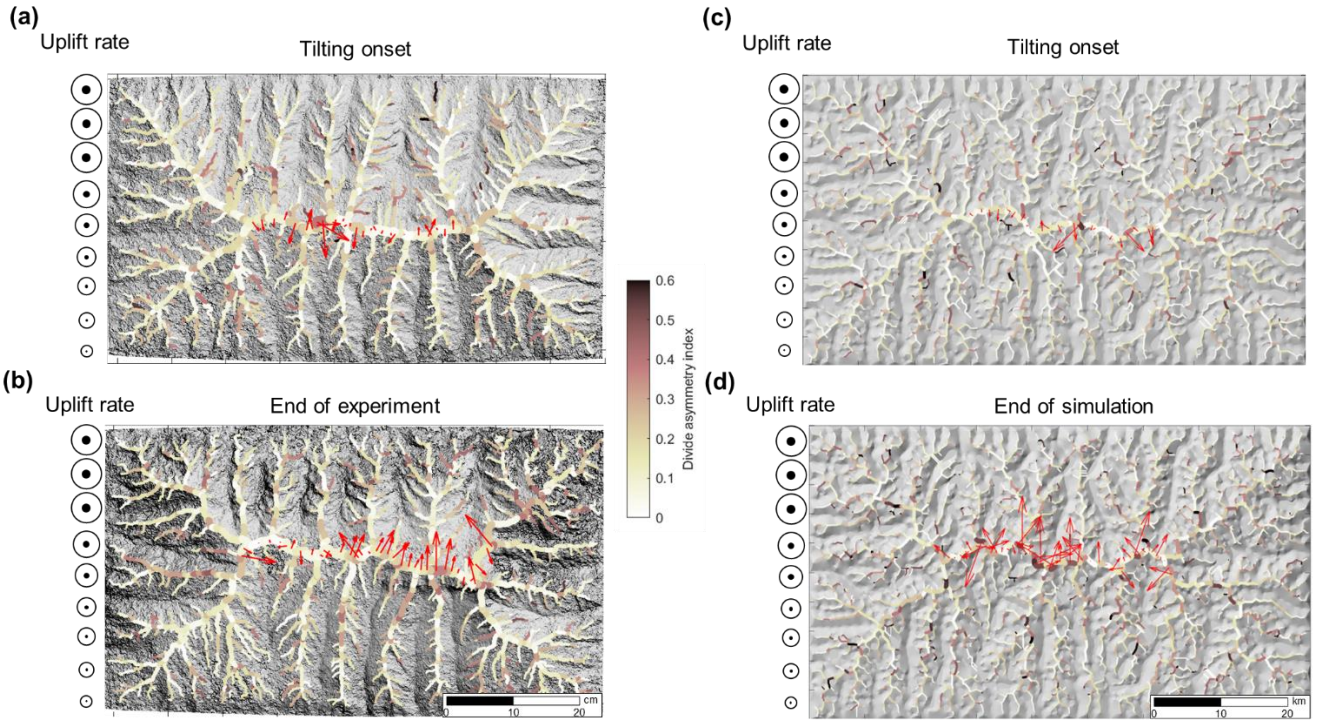 (a)
Uplift rate
Tilting onset
(c)
Uplift rate
Tilting onset
0.6
0.5
0.4
0.3
0.2
0.1
0
Divide asymmetry index
(b)
Uplift rate
End of experiment
cm
0 10 20
(d)
Uplift rate
End of simulation
km
0 10 20